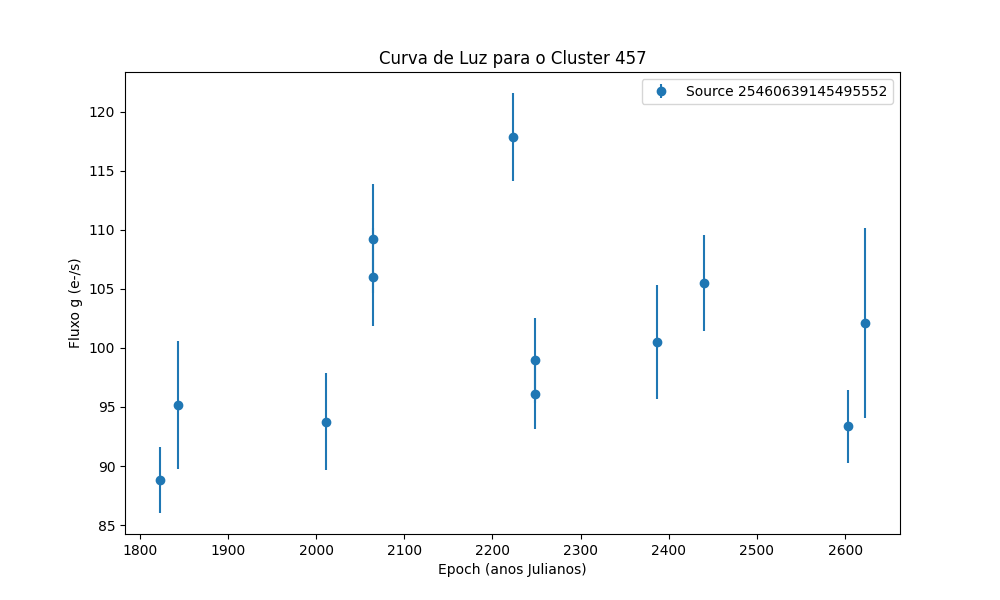 Curva de Luz para o Cluster 457
Source 25460639145495552
120
115
110
105
100
95
90
85
Fluxo g (e-/s)
1800 1900 2000 2100 2200 2300 2400 2500 2600
Epoch (anos Julianos)